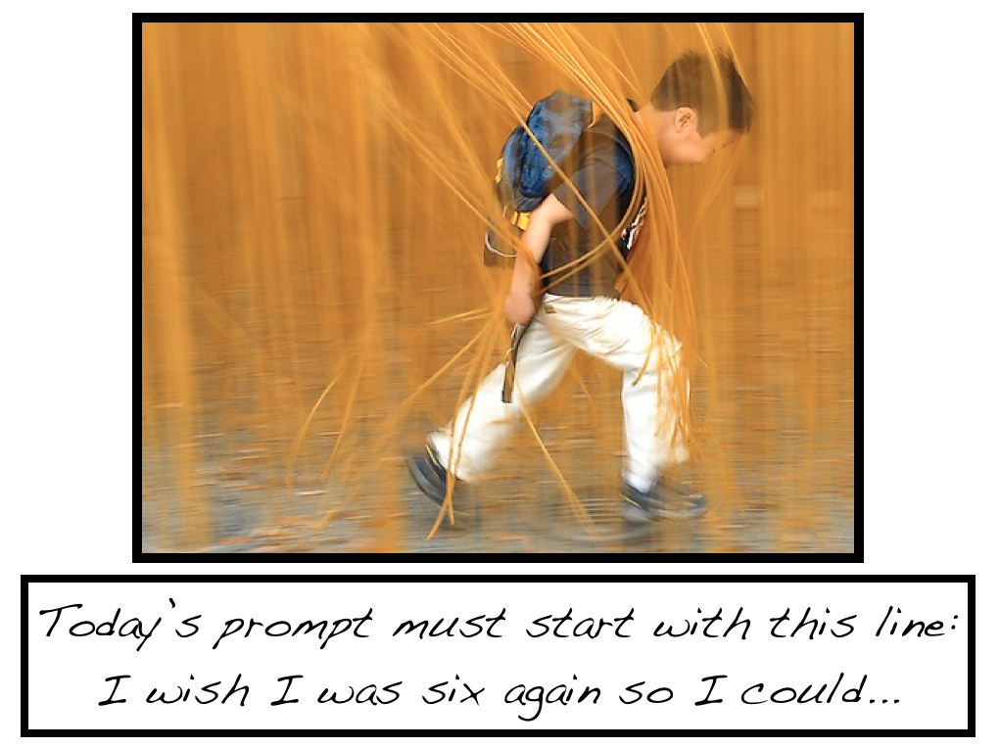 Today's prompt must start with this line:
I wish I was six again so I could...